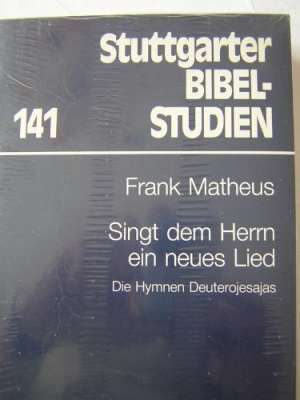 Stuttgarter
BIBEL-
141 STUDIEN
Frank Matheus
Singt dem Herrn
ein neues Lied
Die Hymnen Deuterojesajas